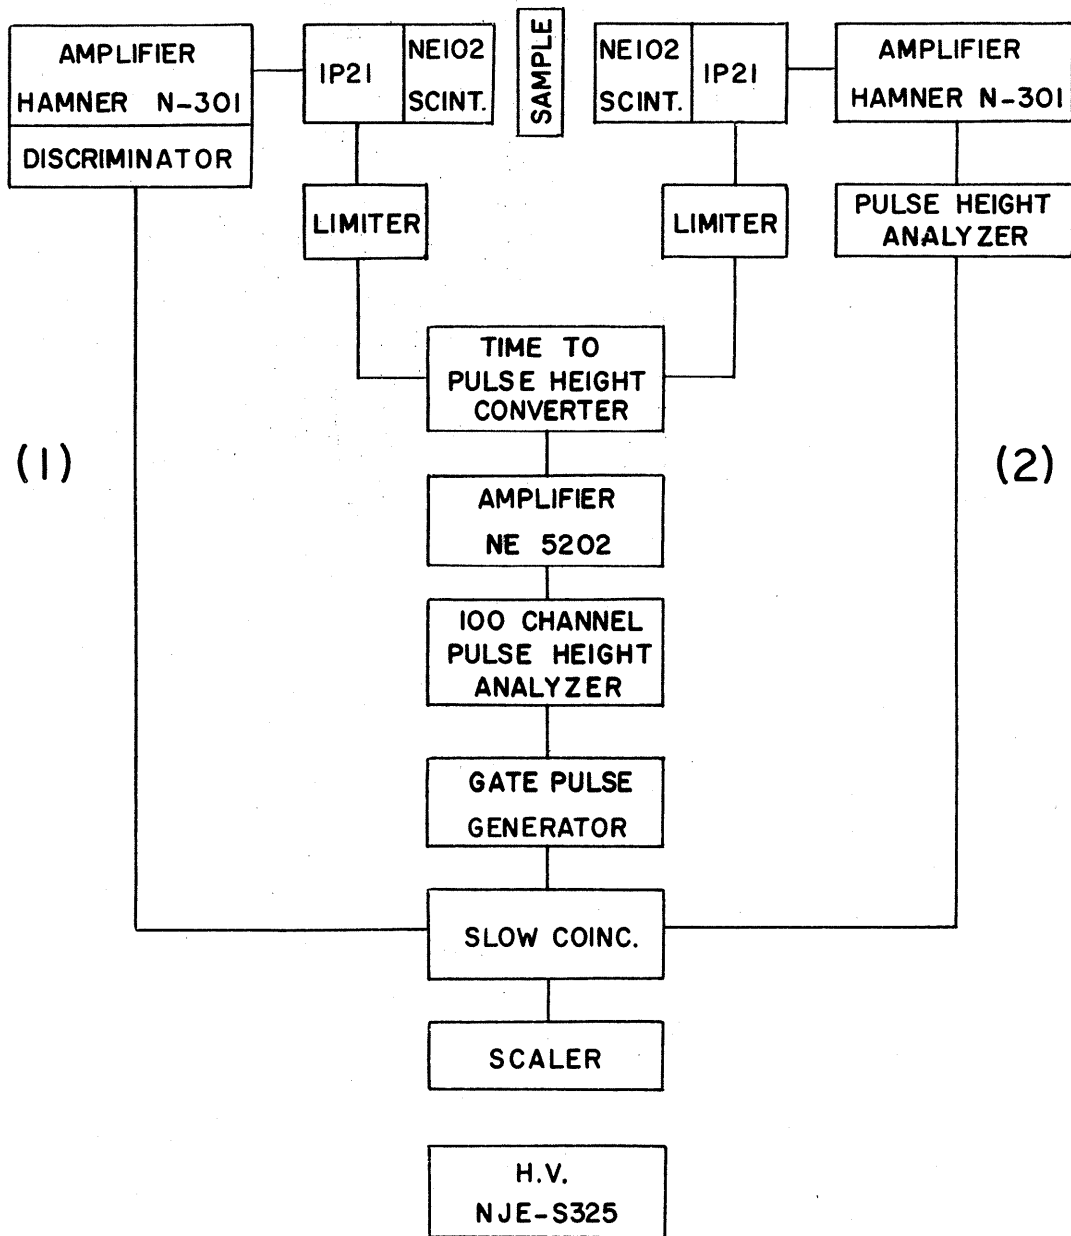 AMPLIFIER
HAMNER N-301
DISCRIMINATOR
1P21
NE102
SCINT.
SAMPLE
NE102
SCINT.
1P21
AMPLIFIER
HAMNER N-301
LIMITER
LIMITER
PULSE HEIGHT
ANALYZER
TIME TO
PULSE HEIGHT
CONVERTER
(1)
(2)
AMPLIFIER
NE 5202
100 CHANNEL
PULSE HEIGHT
ANALYZER
GATE PULSE
GENERATOR
SLOW COINC.
SCALER
H.V.
NJE-S325